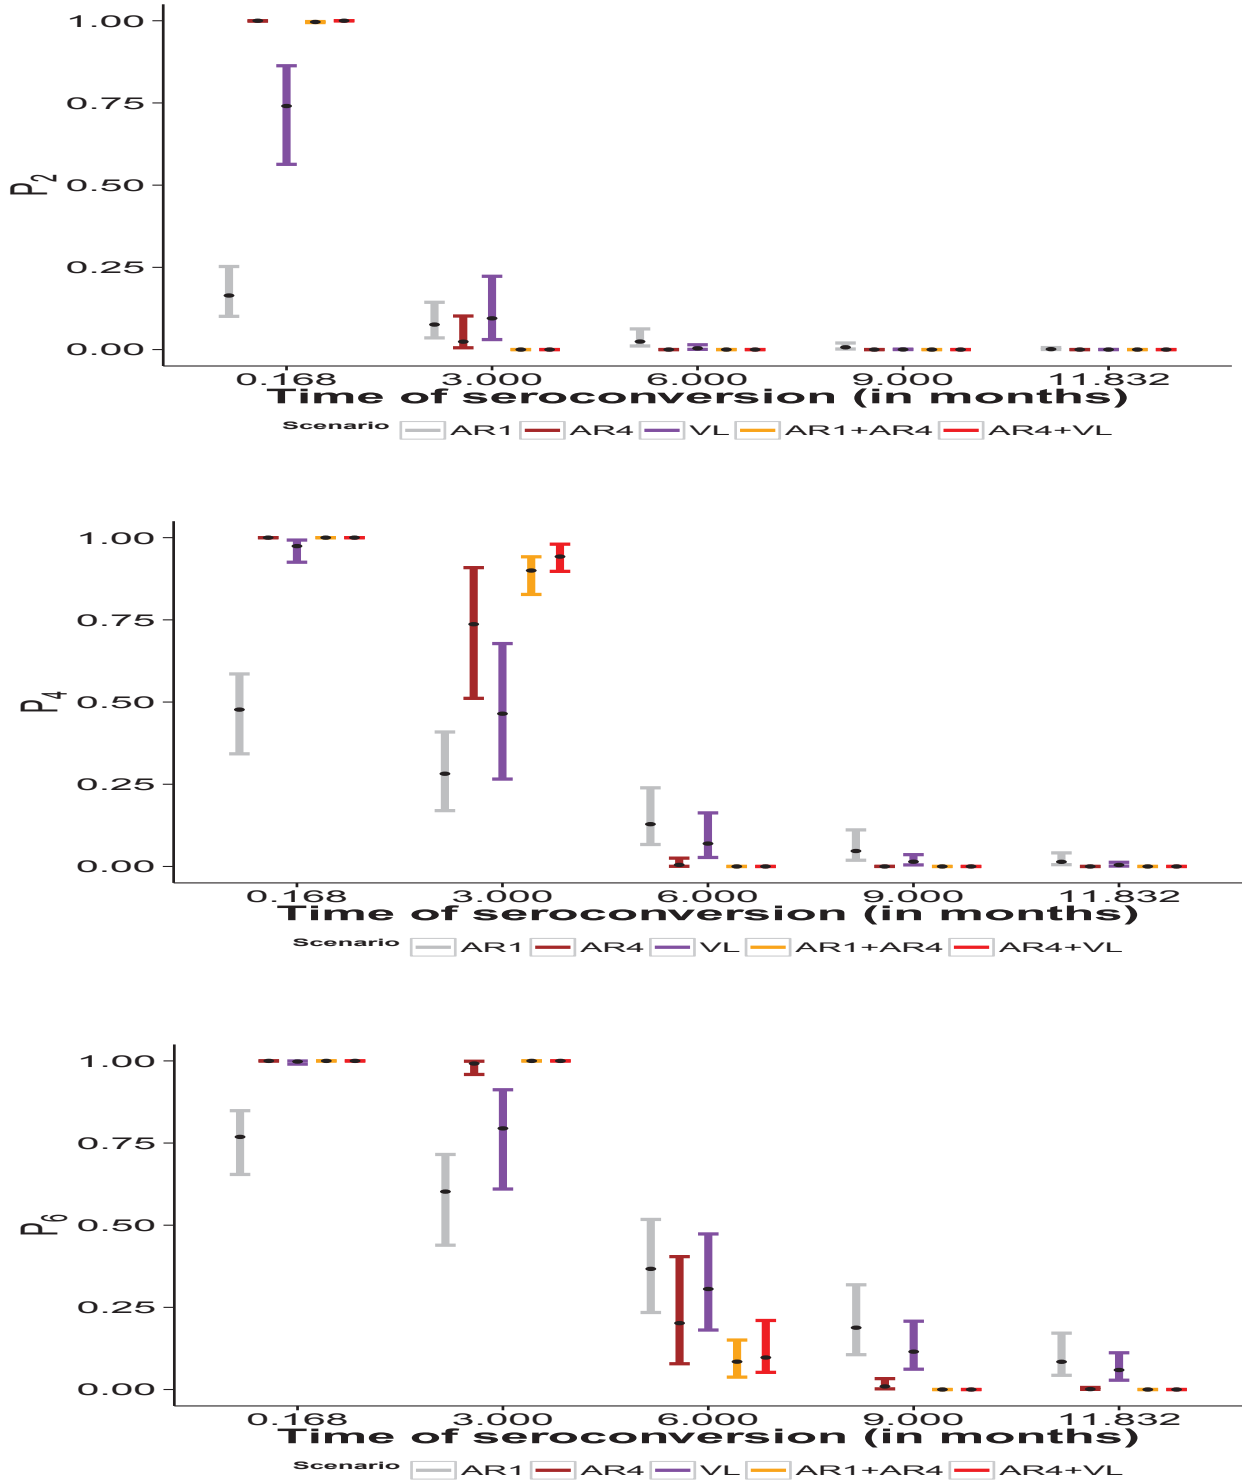 1.00
0.75
P2
0.50
0.25
0.00
0.168 3.000 6.000 9.000 11.832
Time of seroconversion (in months)
Scenario AR1 AR4 VL AR1+AR4 AR4+VL
1.00
0.75
P4
0.50
0.25
0.00
0.168 3.000 6.000 9.000 11.832
Time of seroconversion (in months)
Scenario AR1 AR4 VL AR1+AR4 AR4+VL
1.00
0.75
P6
0.50
0.25
0.00
0.168 3.000 6.000 9.000 11.832
Time of seroconversion (in months)
Scenario AR1 AR4 VL AR1+AR4 AR4+VL